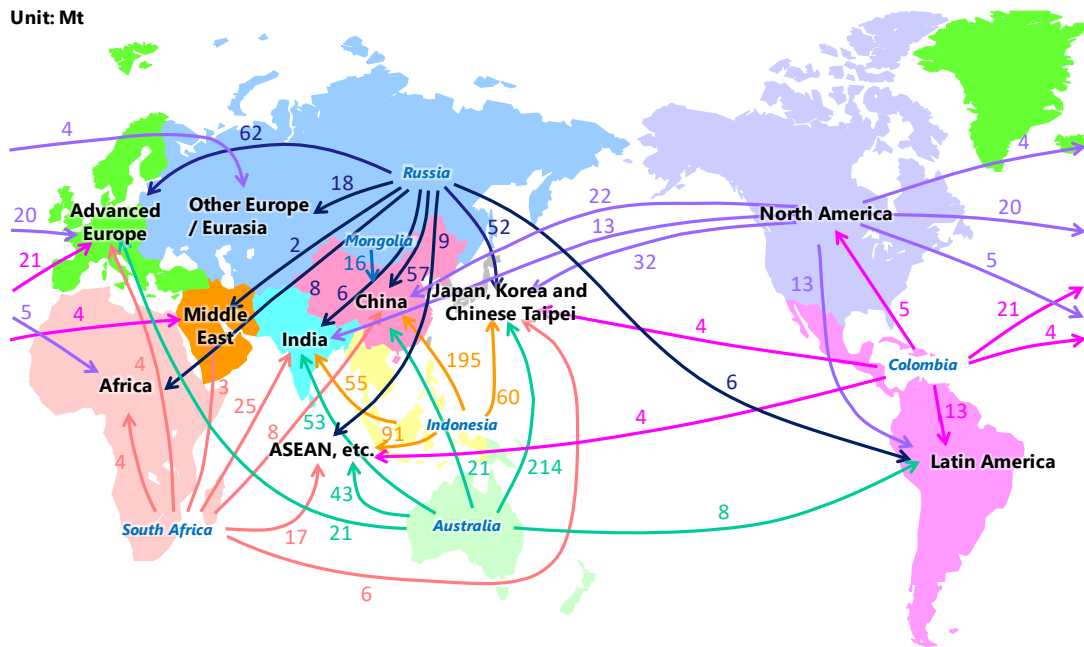 Unit: Mt
4
62
4
Russia
18
Other Europe
/ Eurasia
Advanced
Europe
20
22
North America
20
52
13
9
Mongolia
2
21
16
57
32
5
8
6
13
China
Japan, Korea and
Chinese Taipei
Middle
East
India
5
4
5
21
4
4
195
Colombia
Africa
4
3
55
60
6
25
13
53
Indonesia
4
8
91
ASEAN, etc.
4
21
214
Latin America
43
South Africa
17
21
Australia
8
6